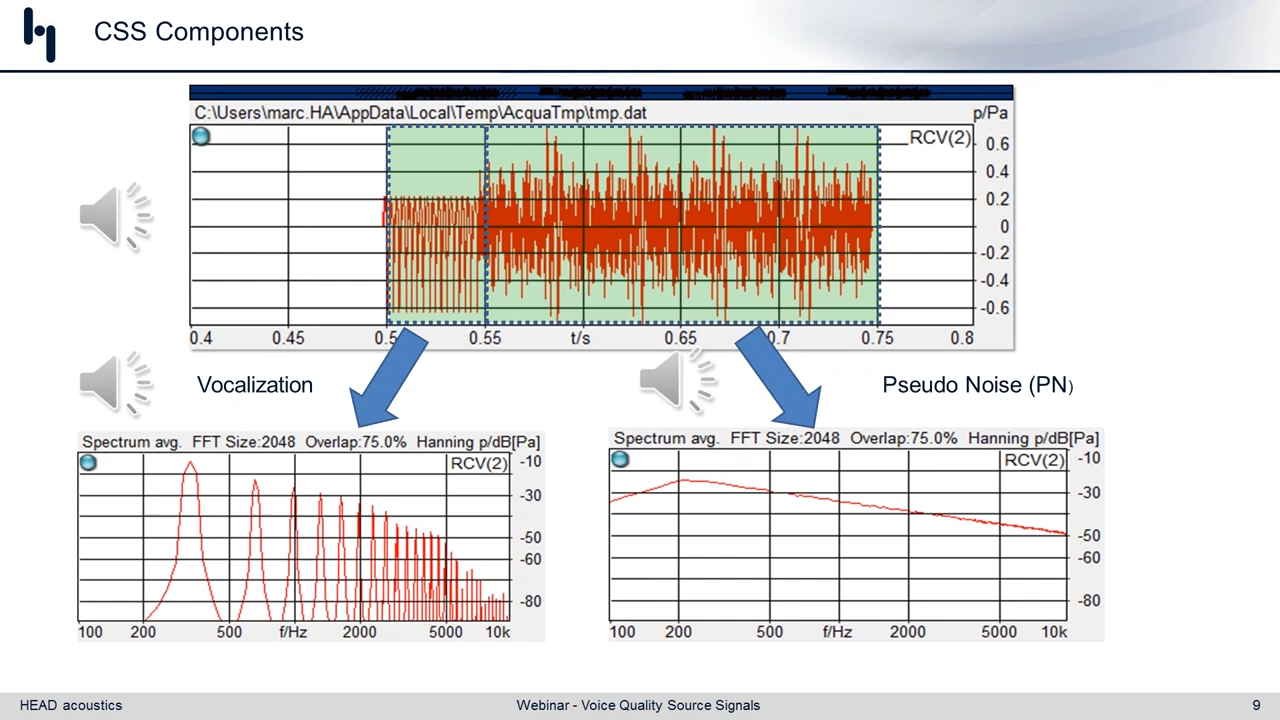 CSS Components
C:\Users\marc.HA\AppData\Local\Temp\AcquaTmp\tmp.dat p/Pa
RCV(2)
0.6
0.4
0.2
0
-0.2
-0.4
-0.6
0.4 0.45 0.5 0.55 t/s 0.65 0.7 0.75 0.8
Vocalization
Pseudo Noise (PN)
Spectrum avg. FFT Size:2048 Overlap:75.0% Hanning p/dB[Pa]
RCV(2)
-10
-30
-50
-60
-80
100 200 500 f/Hz 2000 5000 10k
Spectrum avg. FFT Size:2048 Overlap:75.0% Hanning p/dB[Pa]
RCV(2)
-10
-30
-50
-60
-80
100 200 500 f/Hz 2000 5000 10k
HEAD acoustics Webinar - Voice Quality Source Signals 9